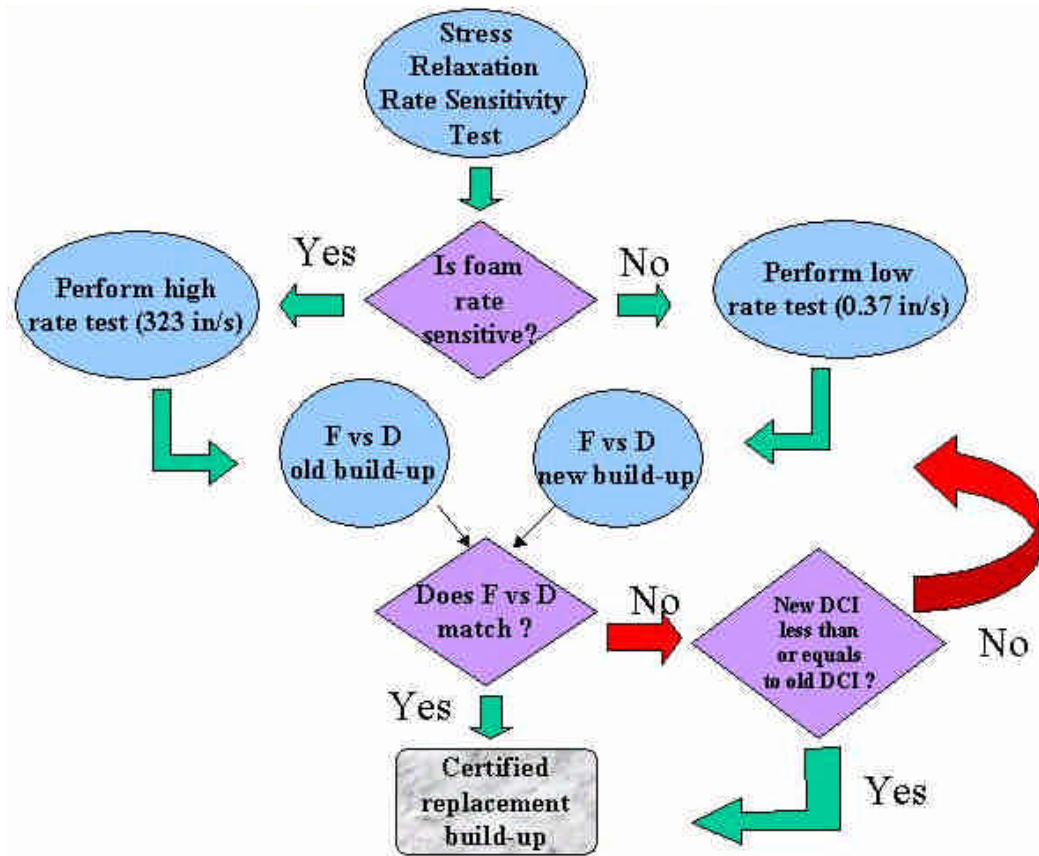 Stress
Relaxation
Rate Sensitivity
Test
Yes
Is foam
rate
sensitive?
No
Perform high
rate test (323 in/s)
Perform low
rate test (0.37 in/s)
F vs D
old build-up
F vs D
new build-up
Does F vs D
match ?
No
New DCI
less than
or equals
to old DCI ?
No
Yes
Certified
replacement
build-up
Yes